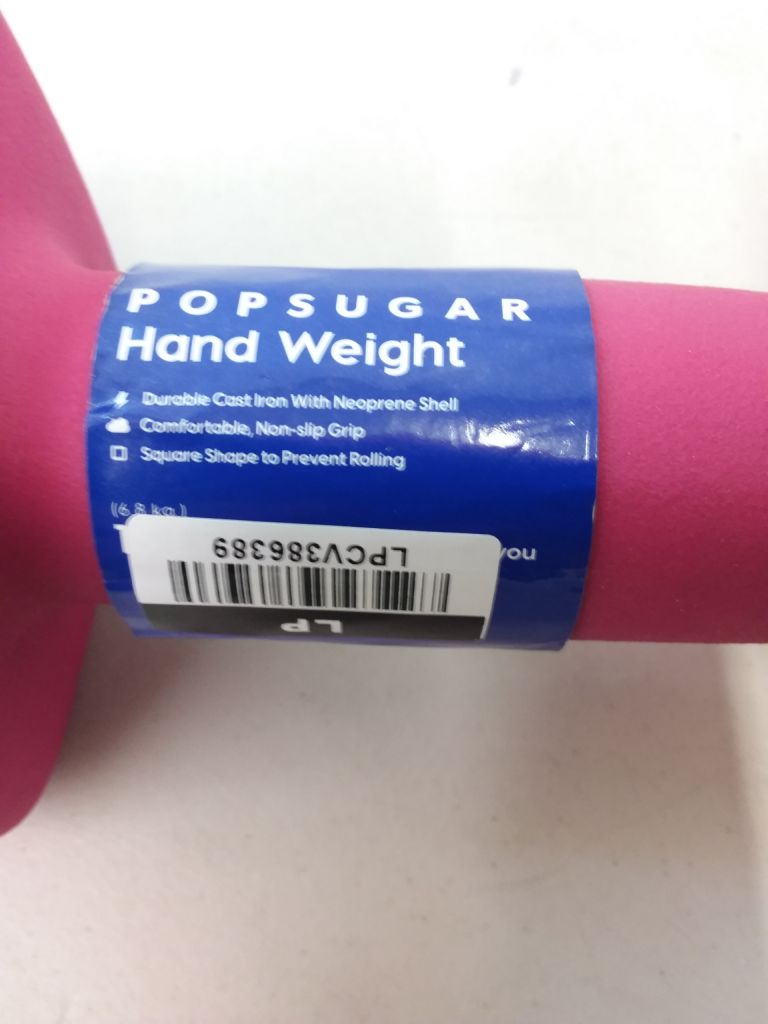 POPSUGAR
Hand Weight
Durable Cast Iron With Neoprene Shell
Comfortable, Non-slip Grip
Square Shape to Prevent Rolling
(6.8 kg.)
you
LPCV3886389
LP